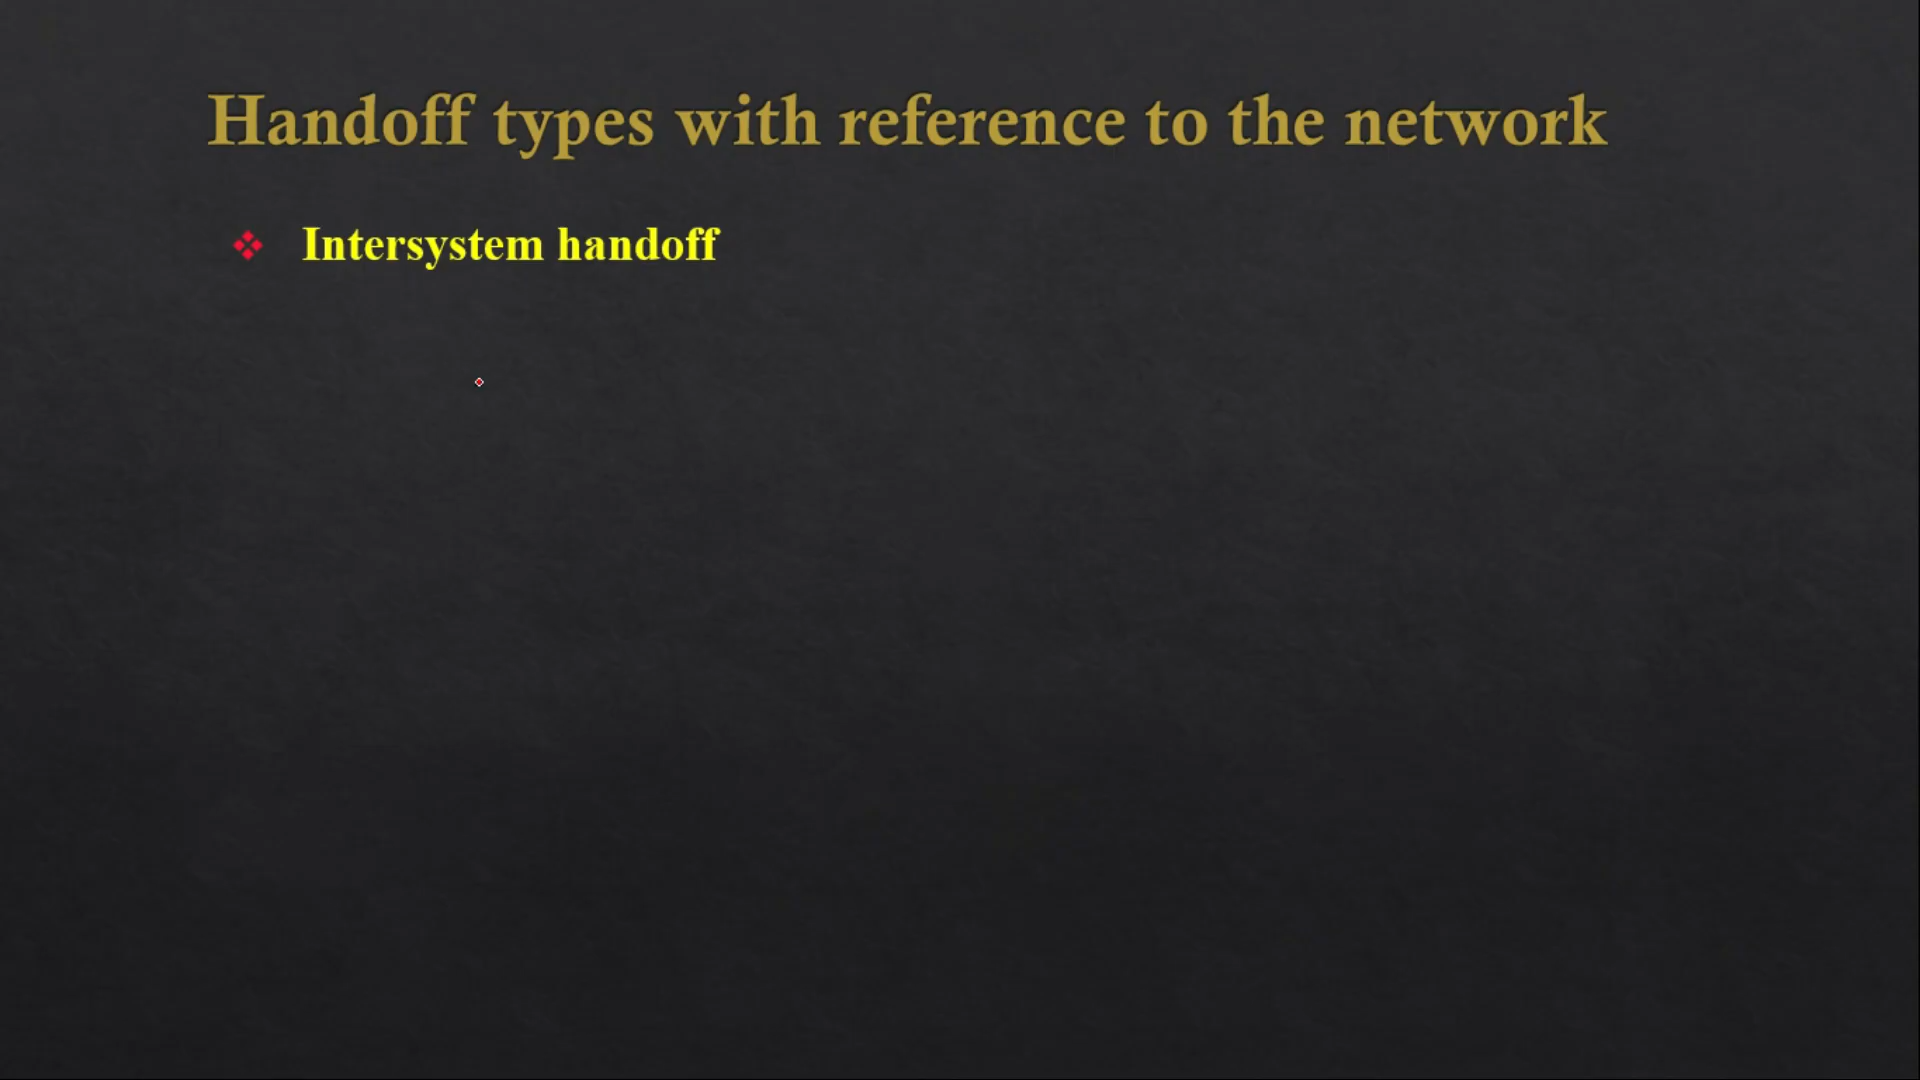 Handoff types with reference to the network
Intersystem handoff